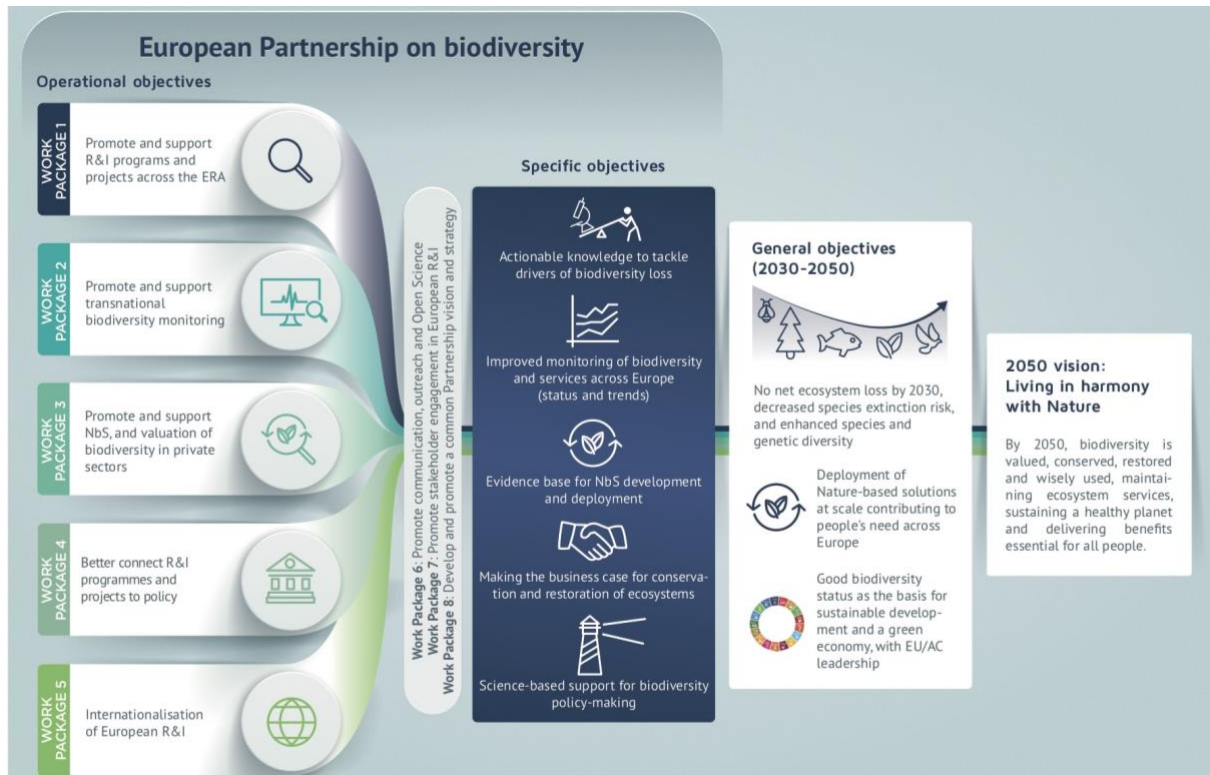 European Partnership on biodiversity
Operational objectives
WORK
PACKAGE 1
Promote and support
R&I programs and
projects across the ERA
WORK
PACKAGE 2
Promote and support
transnational
biodiversity monitoring
WORK
PACKAGE 3
Promote and support
NbS, and valuation of
biodiversity in private
sectors
WORK
PACKAGE 4
Better connect R&I
programmes and
projects to policy
WORK
PACKAGE 5
Internationalisation
of European R&I
Work Package 6: Promote communication, outreach and Open Science
Work Package 7: Promote stakeholder engagement in European R&I
Work Package 8: Develop and promote a common Partnership vision and strategy
Specific objectives
Actionable knowledge to tackle
drivers of biodiversity loss
Improved monitoring of biodiversity
and services across Europe
(status and trends)
Evidence base for NbS development
and deployment
Making the business case for conserva-
tion and restoration of ecosystems
Science-based support for biodiversity
policy-making
General objectives
(2030-2050)
No net ecosystem loss by 2030,
decreased species extinction risk,
and enhanced species and
genetic diversity
Deployment of
Nature-based solutions
at scale contributing to
people's need across
Europe
Good biodiversity
status as the basis for
sustainable develop-
ment and a green
economy, with EU/AC
leadership
2050 vision:
Living in harmony
with Nature
By 2050, biodiversity is
valued, conserved, restored
and wisely used, maintai-
ning ecosystem services,
sustaining a healthy planet
and delivering benefits
essential for all people.